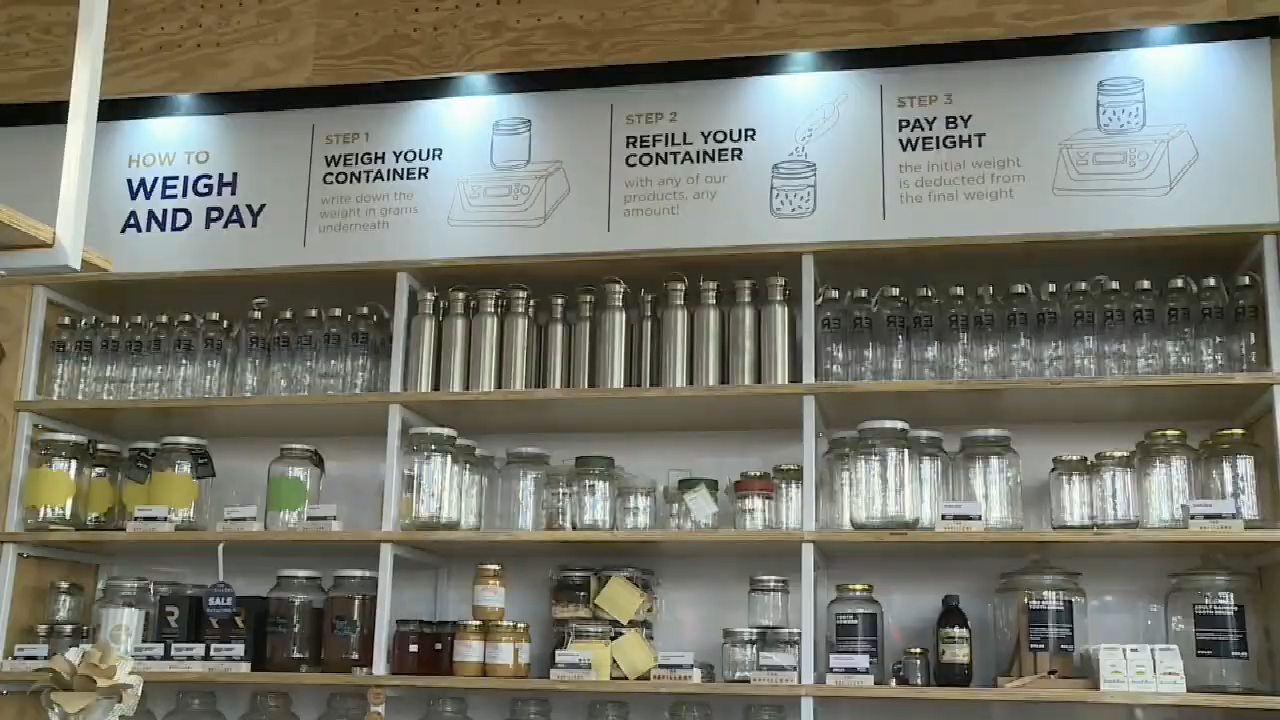 HOW TO
WEIGH
AND PAY
STEP 1
WEIGH YOUR
CONTAINER
write down the
weight in grams
underneath
STEP 2
REFILL YOUR
CONTAINER
with any of our
products, any
amount!
STEP 3
PAY BY
WEIGHT
the initial weight
is deducted from
the final weight
SALE